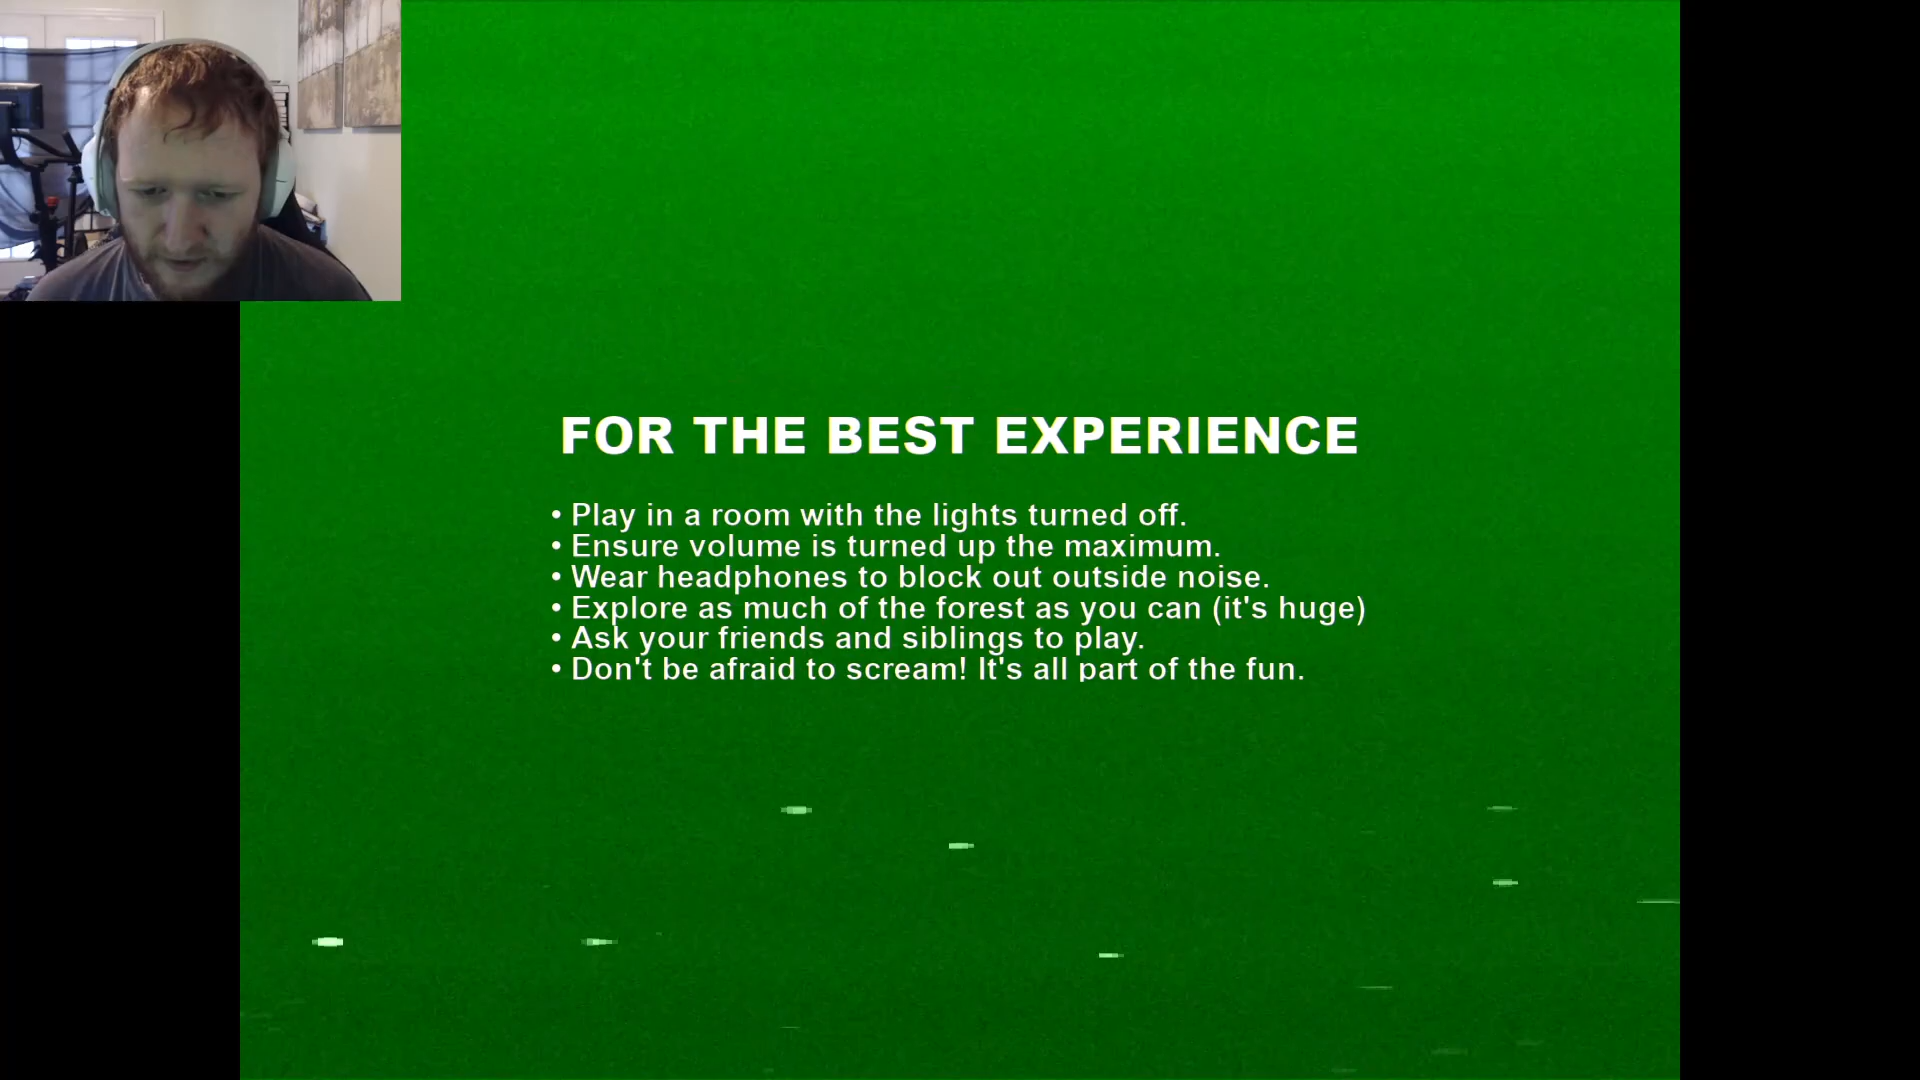 FOR THE BEST EXPERIENCE
• Play in a room with the lights turned off.
• Ensure volume is turned up the maximum.
• Wear headphones to block out outside noise.
• Explore as much of the forest as you can (it's huge)
• Ask your friends and siblings to play.
• Don't be afraid to scream! It's all part of the fun.